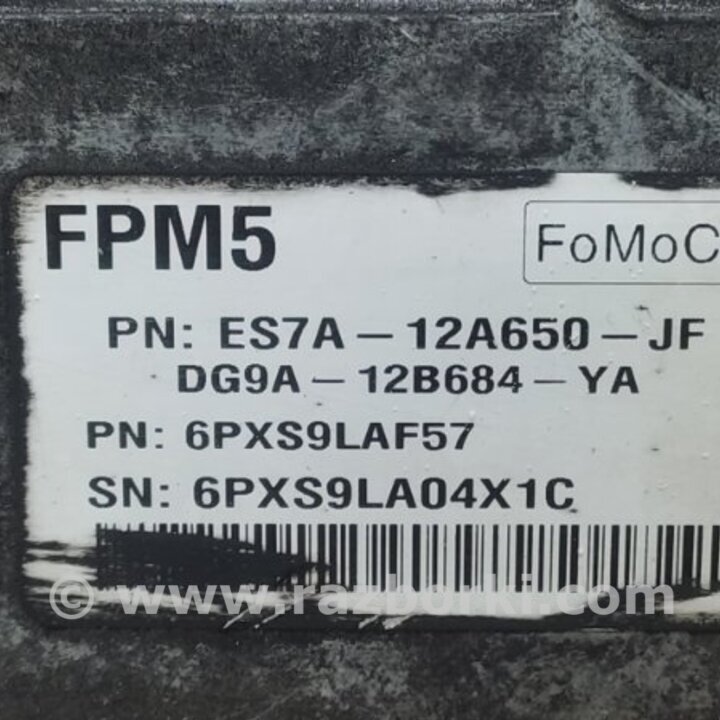 FPM5
FoMoC
PN: ES7A-12A650-JF
DG9A-12B684-YA
PN: 6PXS9LAF57
SN: 6PXS9LA04X1C
© www.razborki.com